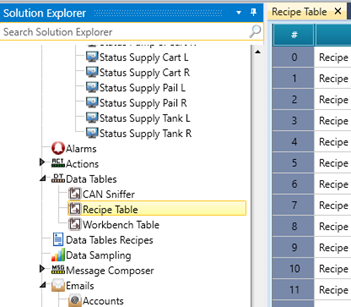 Solution Explorer
Search Solution Explorer
Status Supply Cart L
Status Supply Cart R
Status Supply Pail L
Status Supply Pail R
Status Supply Tank L
Status Supply Tank R
Alarms
ACT Actions
DT Data Tables
CAN Sniffer
Recipe Table
Workbench Table
Data Tables Recipes
Data Sampling
MSG Message Composer
Emails
Accounts
Recipe Table X
#
0 Recipe
1 Recipe
2 Recipe
3 Recipe
4 Recipe
5 Recipe
6 Recipe
7 Recipe
8 Recipe
9 Recipe
10 Recipe
11 Recipe